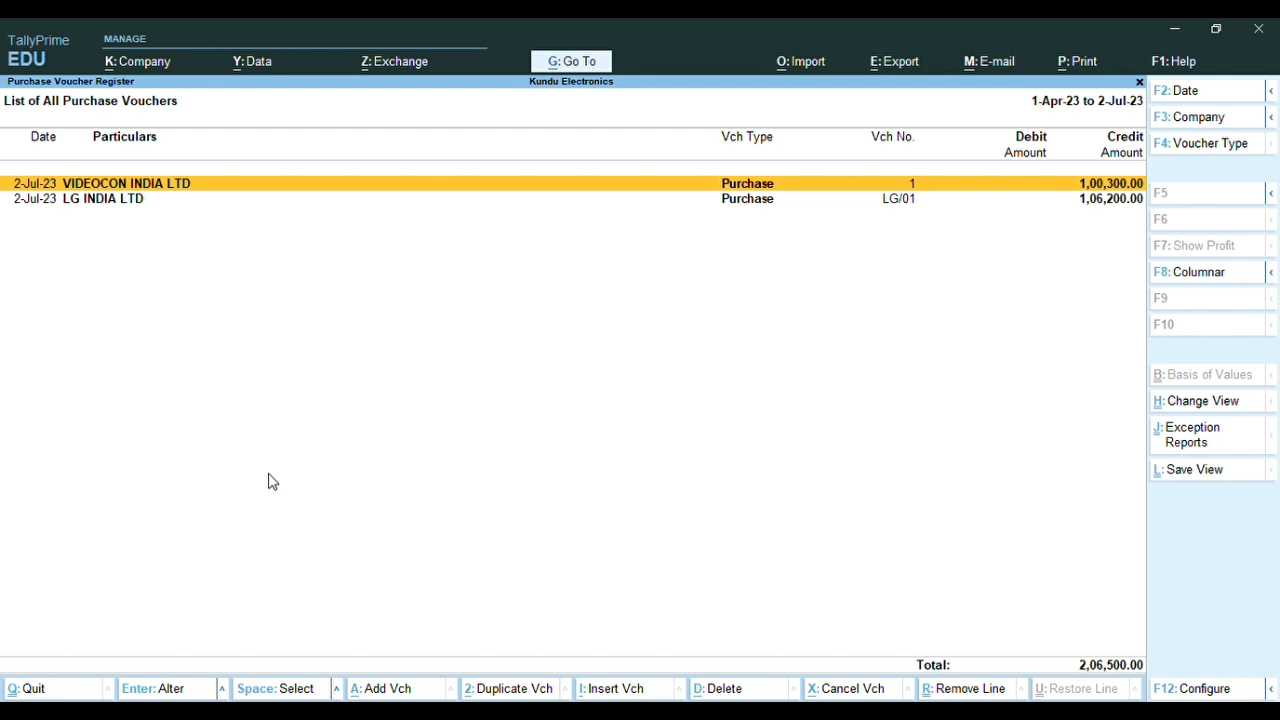 TallyPrime
EDU
MANAGE
K: Company Y: Data Z: Exchange G: Go To O: Import E: Export M: E-mail P: Print F1: Help
Purchase Voucher Register Kundu Electronics x
List of All Purchase Vouchers 1-Apr-23 to 2-Jul-23
Date Particulars Vch Type Vch No. Debit Credit
Amount Amount
2-Jul-23 VIDEOCON INDIA LTD Purchase 1 1,00,300.00
2-Jul-23 LG INDIA LTD Purchase LG/01 1,06,200.00
Total: 2,06,500.00
F2: Date
F3: Company
F4: Voucher Type
F5
F6
F7: Show Profit
F8: Columnar
F9
F10
B: Basis of Values
H: Change View
J: Exception
Reports
L: Save View
Q: Quit Enter: Alter Space: Select A: Add Vch 2: Duplicate Vch I: Insert Vch D: Delete X: Cancel Vch R: Remove Line U: Restore Line F12: Configure